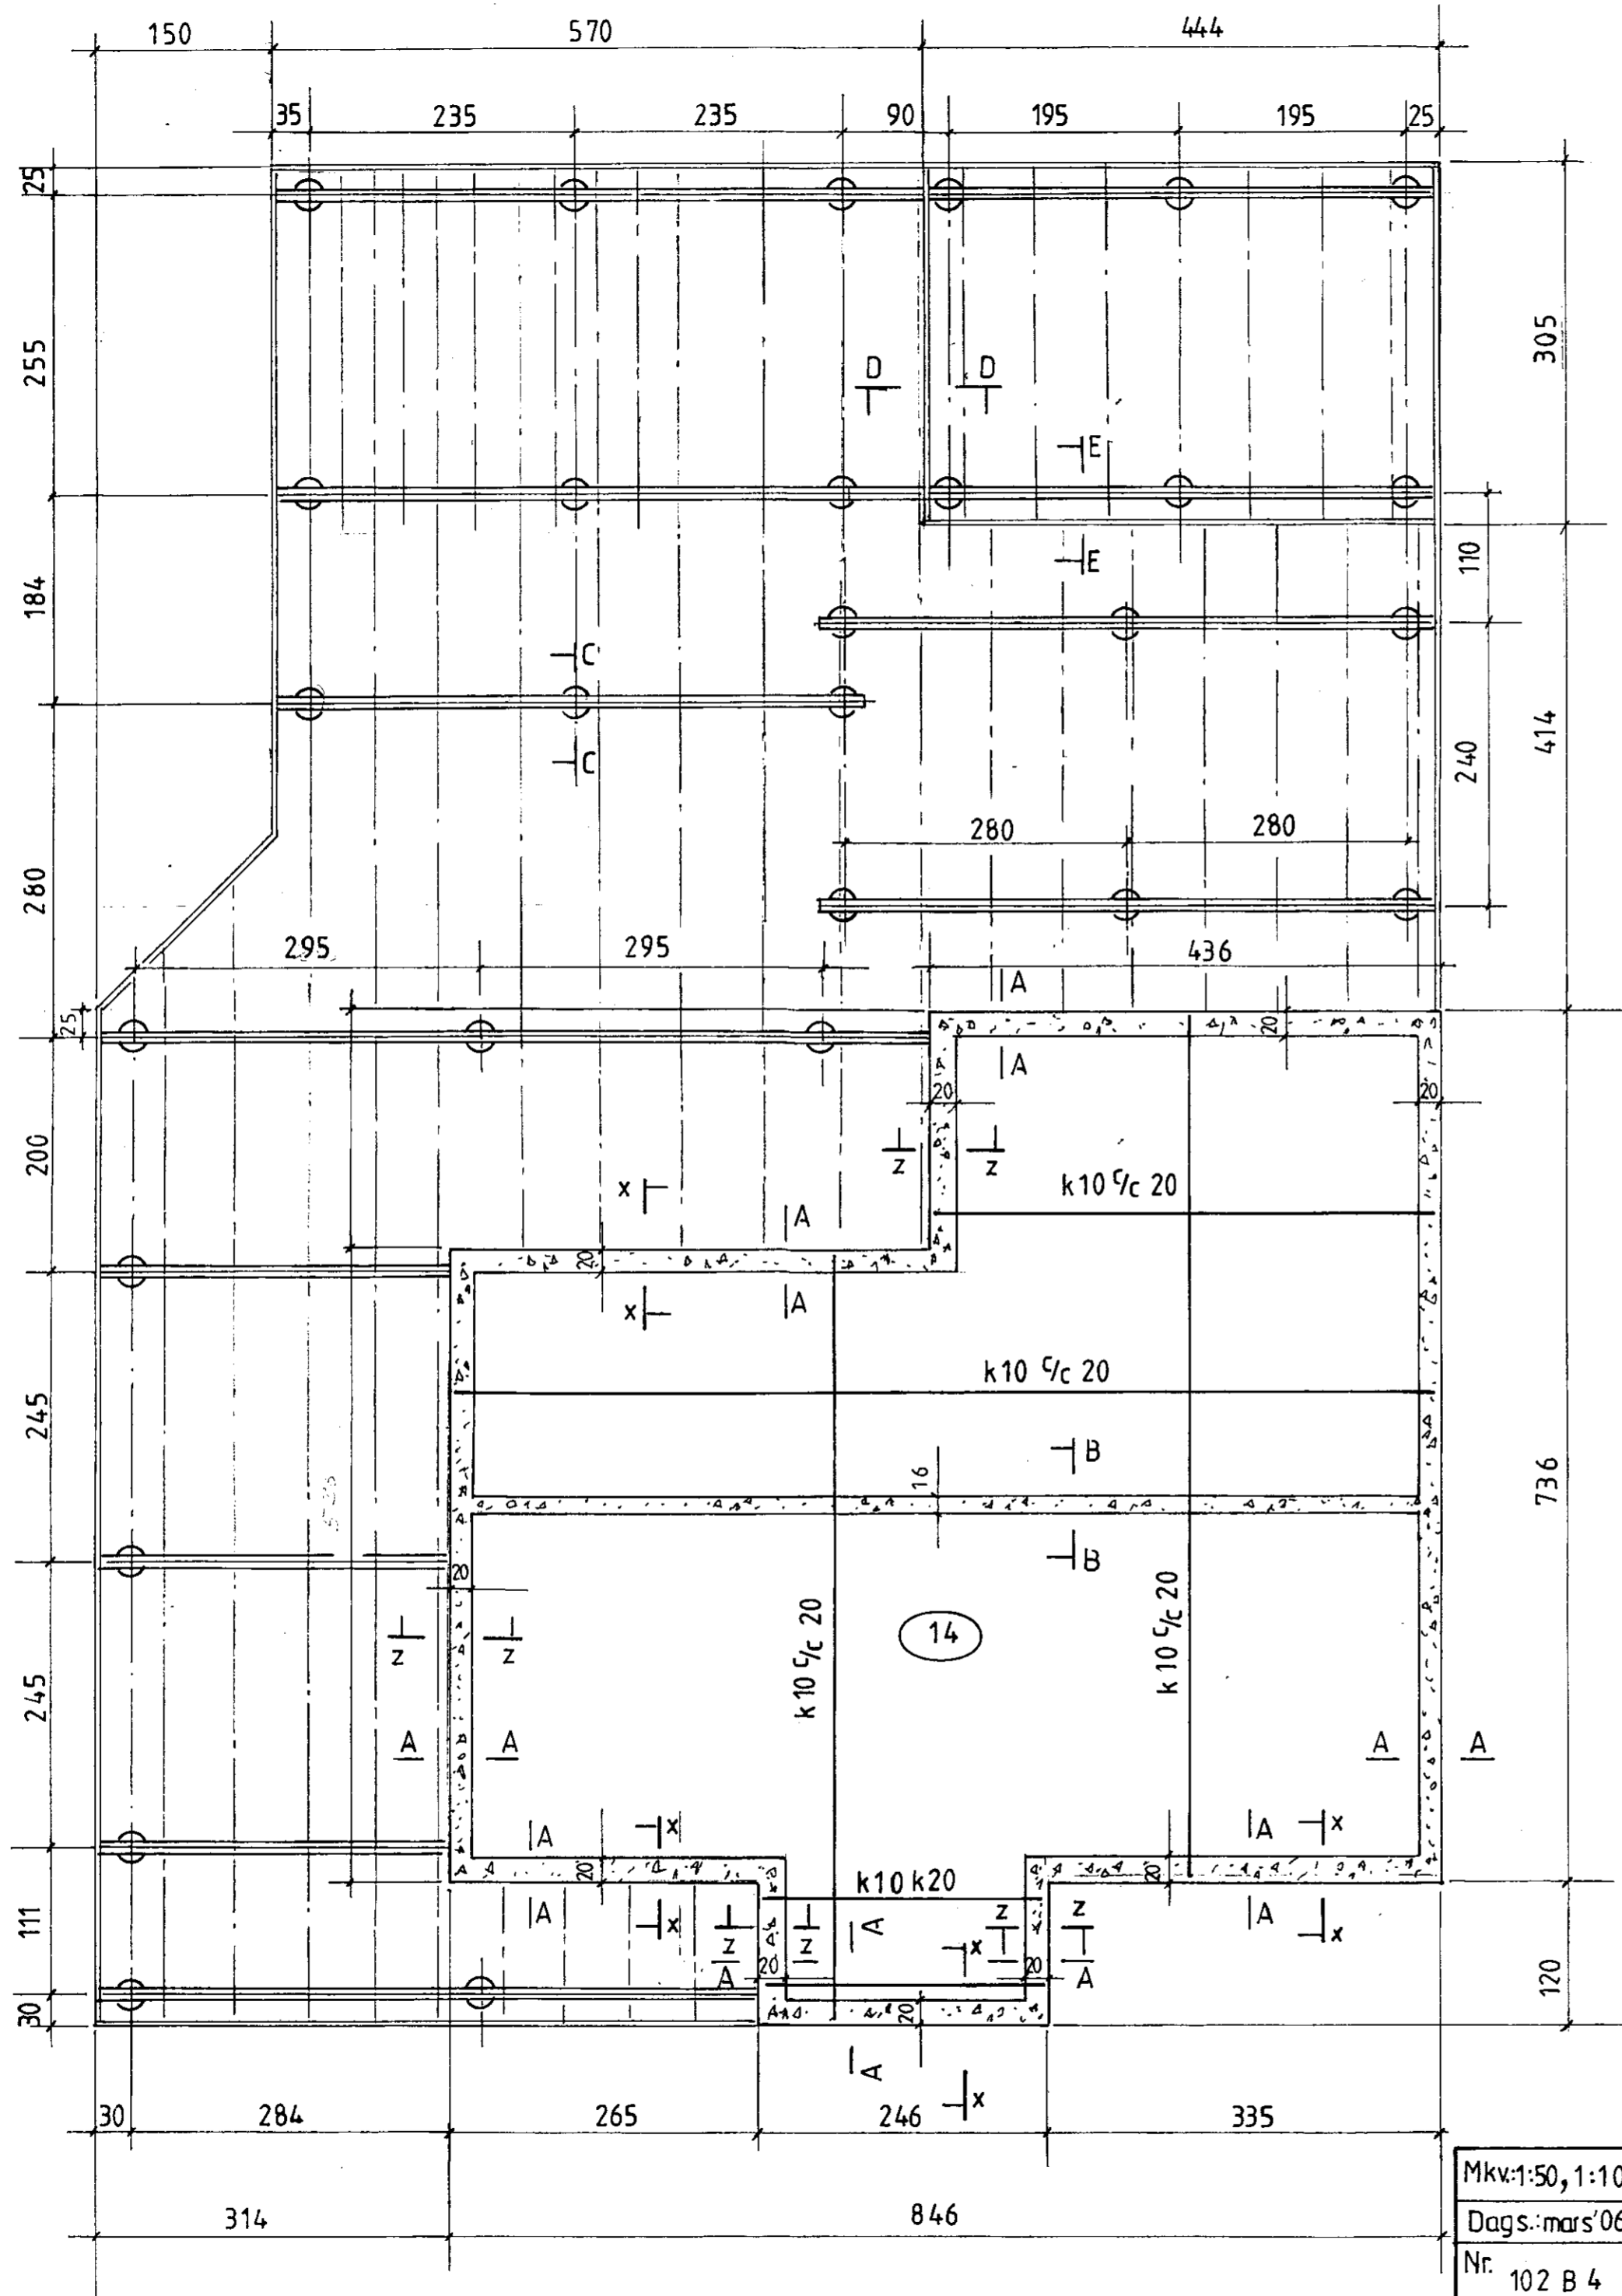 150 570 444
35 235 235 90 195 195 25
25
255
305
D D
E
184
110
E
C
414
240
C
280 280
280
295 295 436
A
25
20
A
20 20
200
z z
x
k10 c/c 20
A
20
x
A
k10 c/c 20
245
B
16
736
B
20
k10 c/c 20
k10 c/c 20
14
z z
245
A A A A
A x A x
20 20
k10 k20
111
A x z z z z A x
A x
20 A 20 A
120
30
20
A
x
30 284 265 246 335
314 846
Mkv.:1:50, 1:10
Dags.:mars'06
Nr. 102 B 4